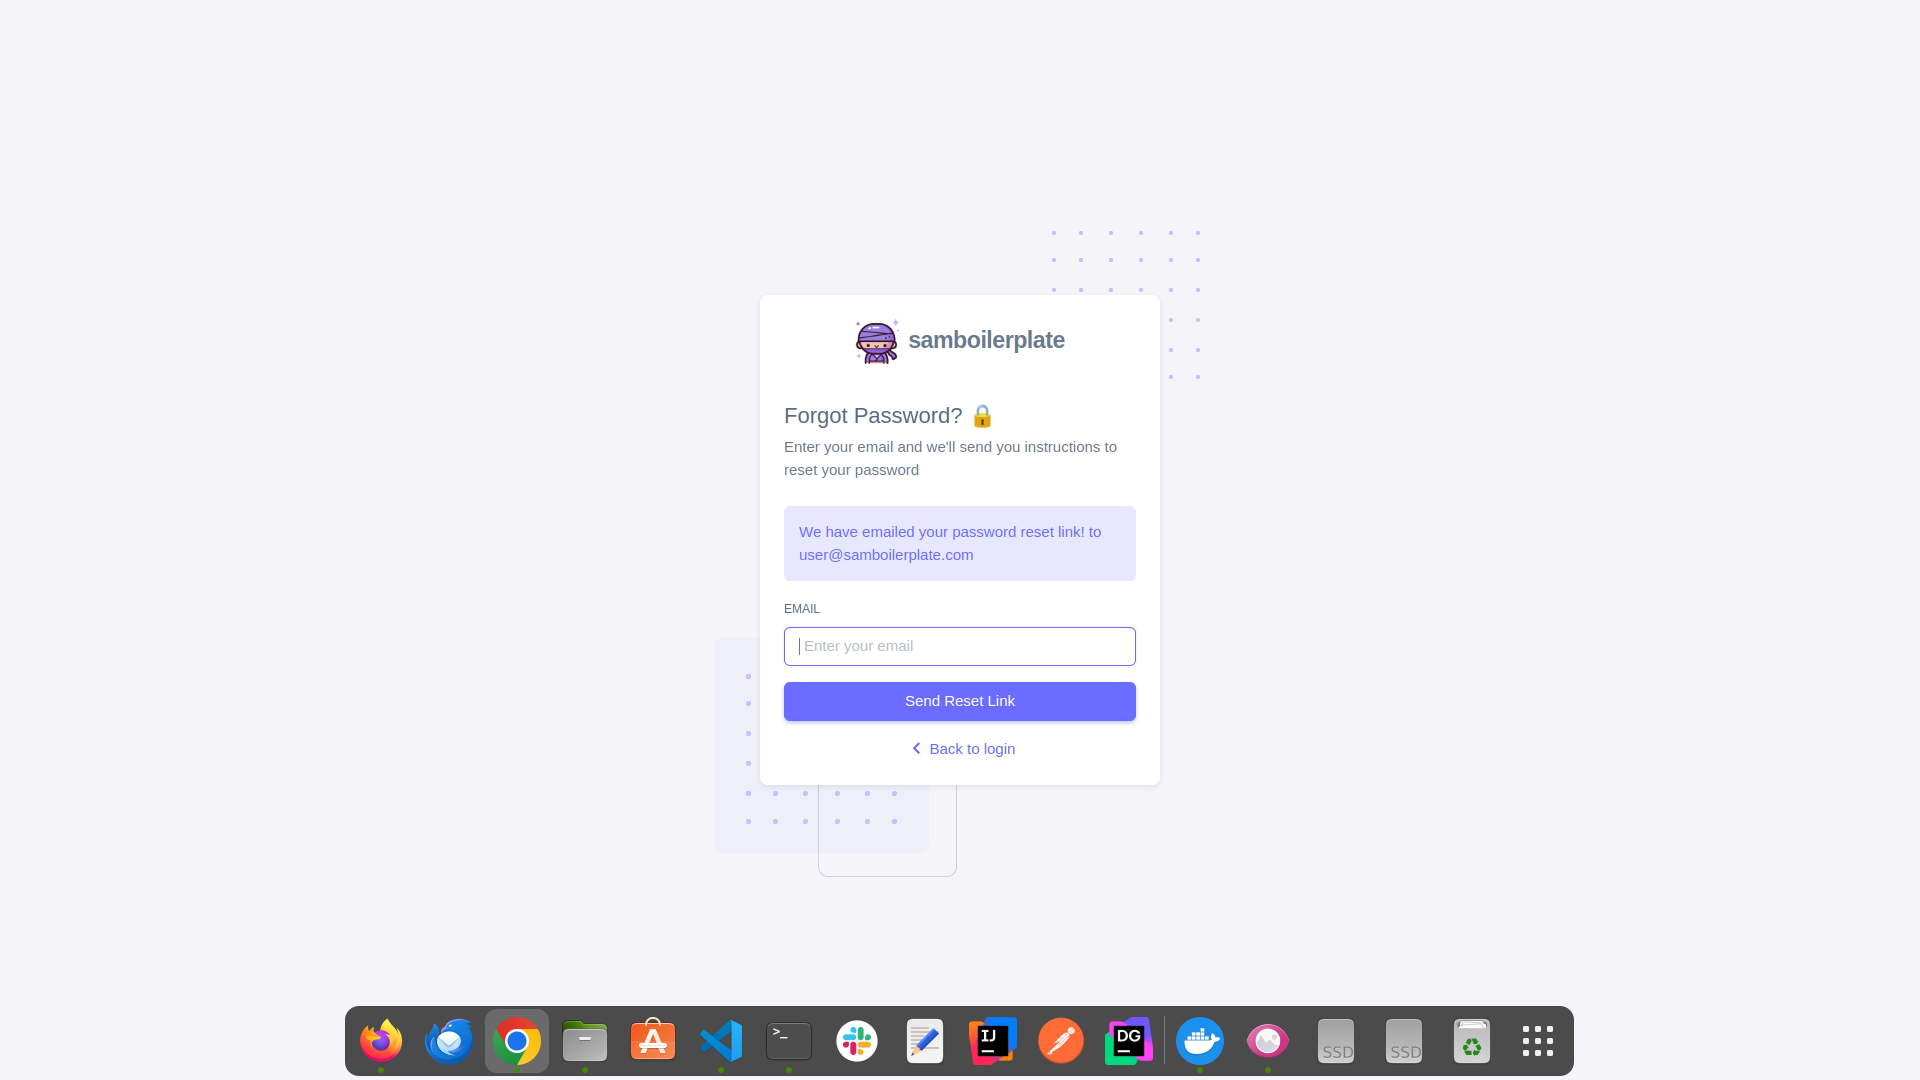 samboilerplate
Forgot Password? 🔒
Enter your email and we'll send you instructions to
reset your password
We have emailed your password reset link! to
user@samboilerplate.com
EMAIL
Enter your email
Send Reset Link
Back to login
>_
IJ
DG
SSD
SSD